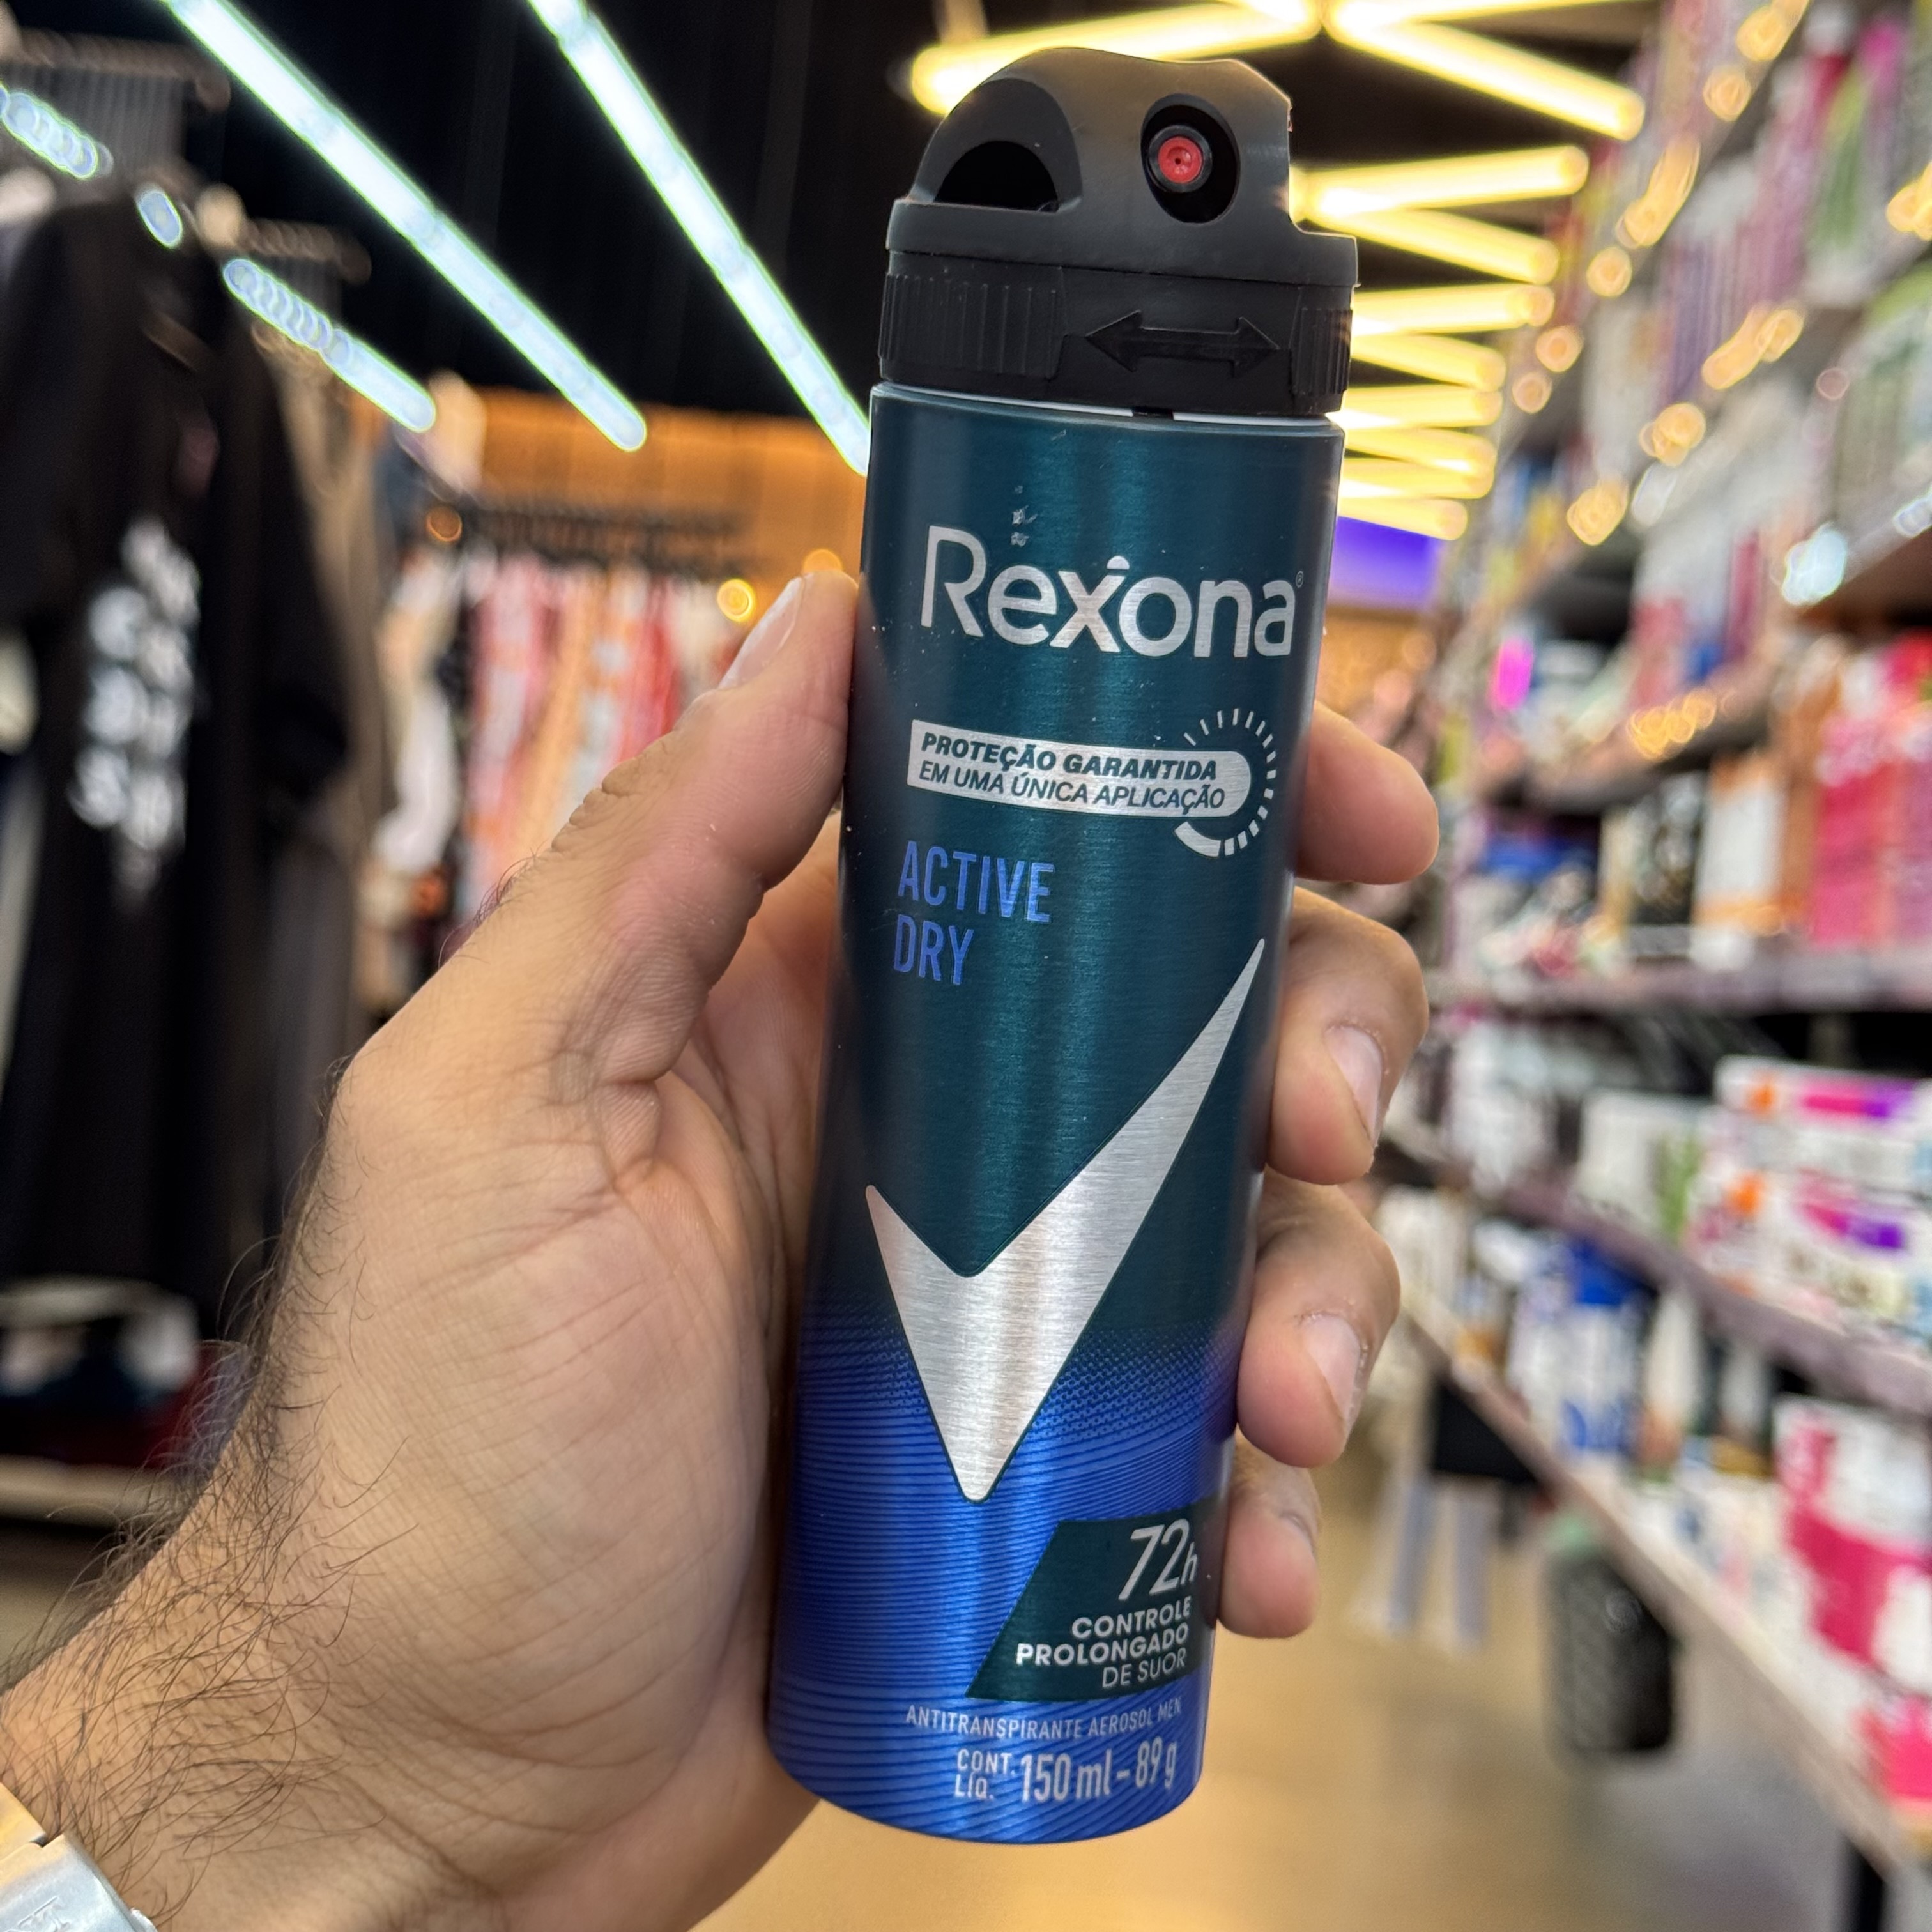 Rexona®
PROTEÇÃO GARANTIDA
EM UMA ÚNICA APLICAÇÃO
ACTIVE
DRY
72h
CONTROLE
PROLONGADO
DE SUOR
ANTITRANSPIRANTE AEROSOL MEN
CONT.
LÍQ. 150 ml - 89 g